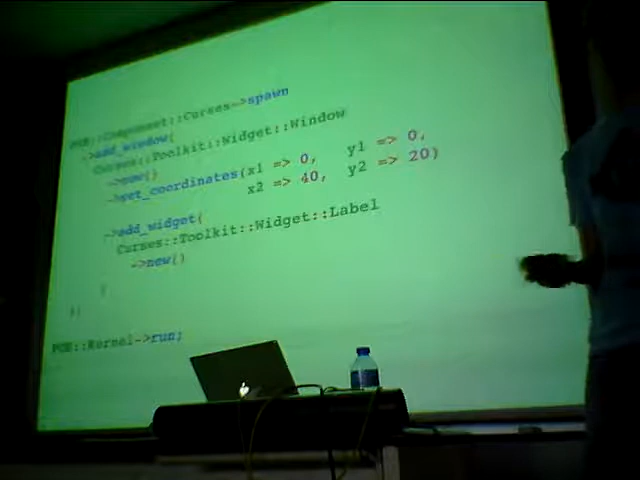 POE::Component::Curses->spawn
->add_window(
Curses::Toolkit::Widget::Window
->new()
->set_coordinates(x1 => 0, y1 => 0,
x2 => 40, y2 => 20)
->add_widget(
Curses::Toolkit::Widget::Label
->new()
)
);
POE::Kernel->run;